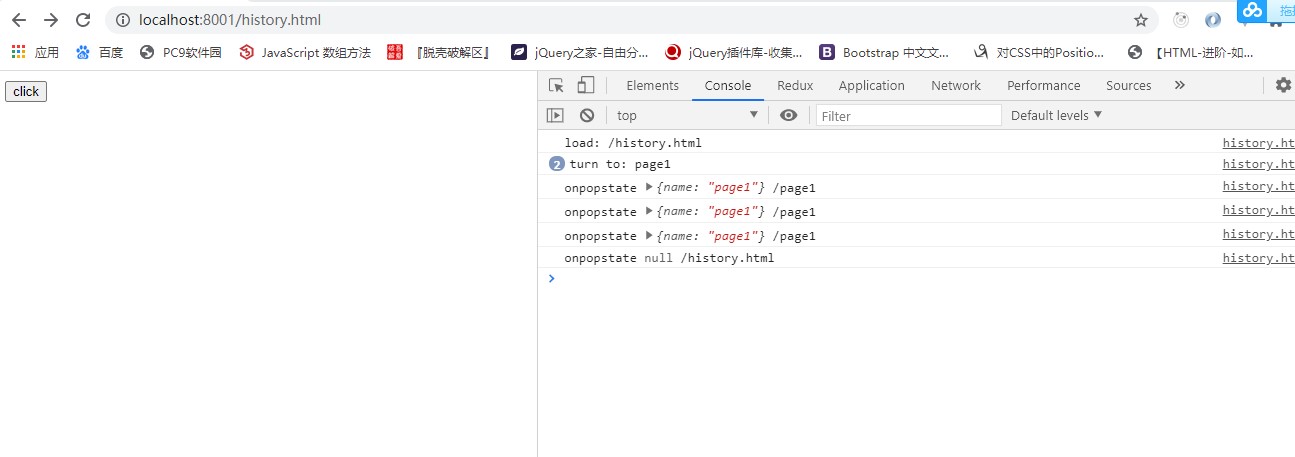 localhost:8001/history.html
拖拽
应用 百度 PC9软件园 JavaScript 数组方法 『脱壳破解区』 jQuery之家-自由分... jQuery插件库-收集... Bootstrap 中文文... 对CSS中的Positio... 【HTML-进阶-如...
click
Elements Console Redux Application Network Performance Sources »
top Filter Default levels
load: /history.html history.ht
2 turn to: page1 history.ht
onpopstate {name: "page1"} /page1 history.ht
onpopstate {name: "page1"} /page1 history.ht
onpopstate {name: "page1"} /page1 history.ht
onpopstate null /history.html history.ht